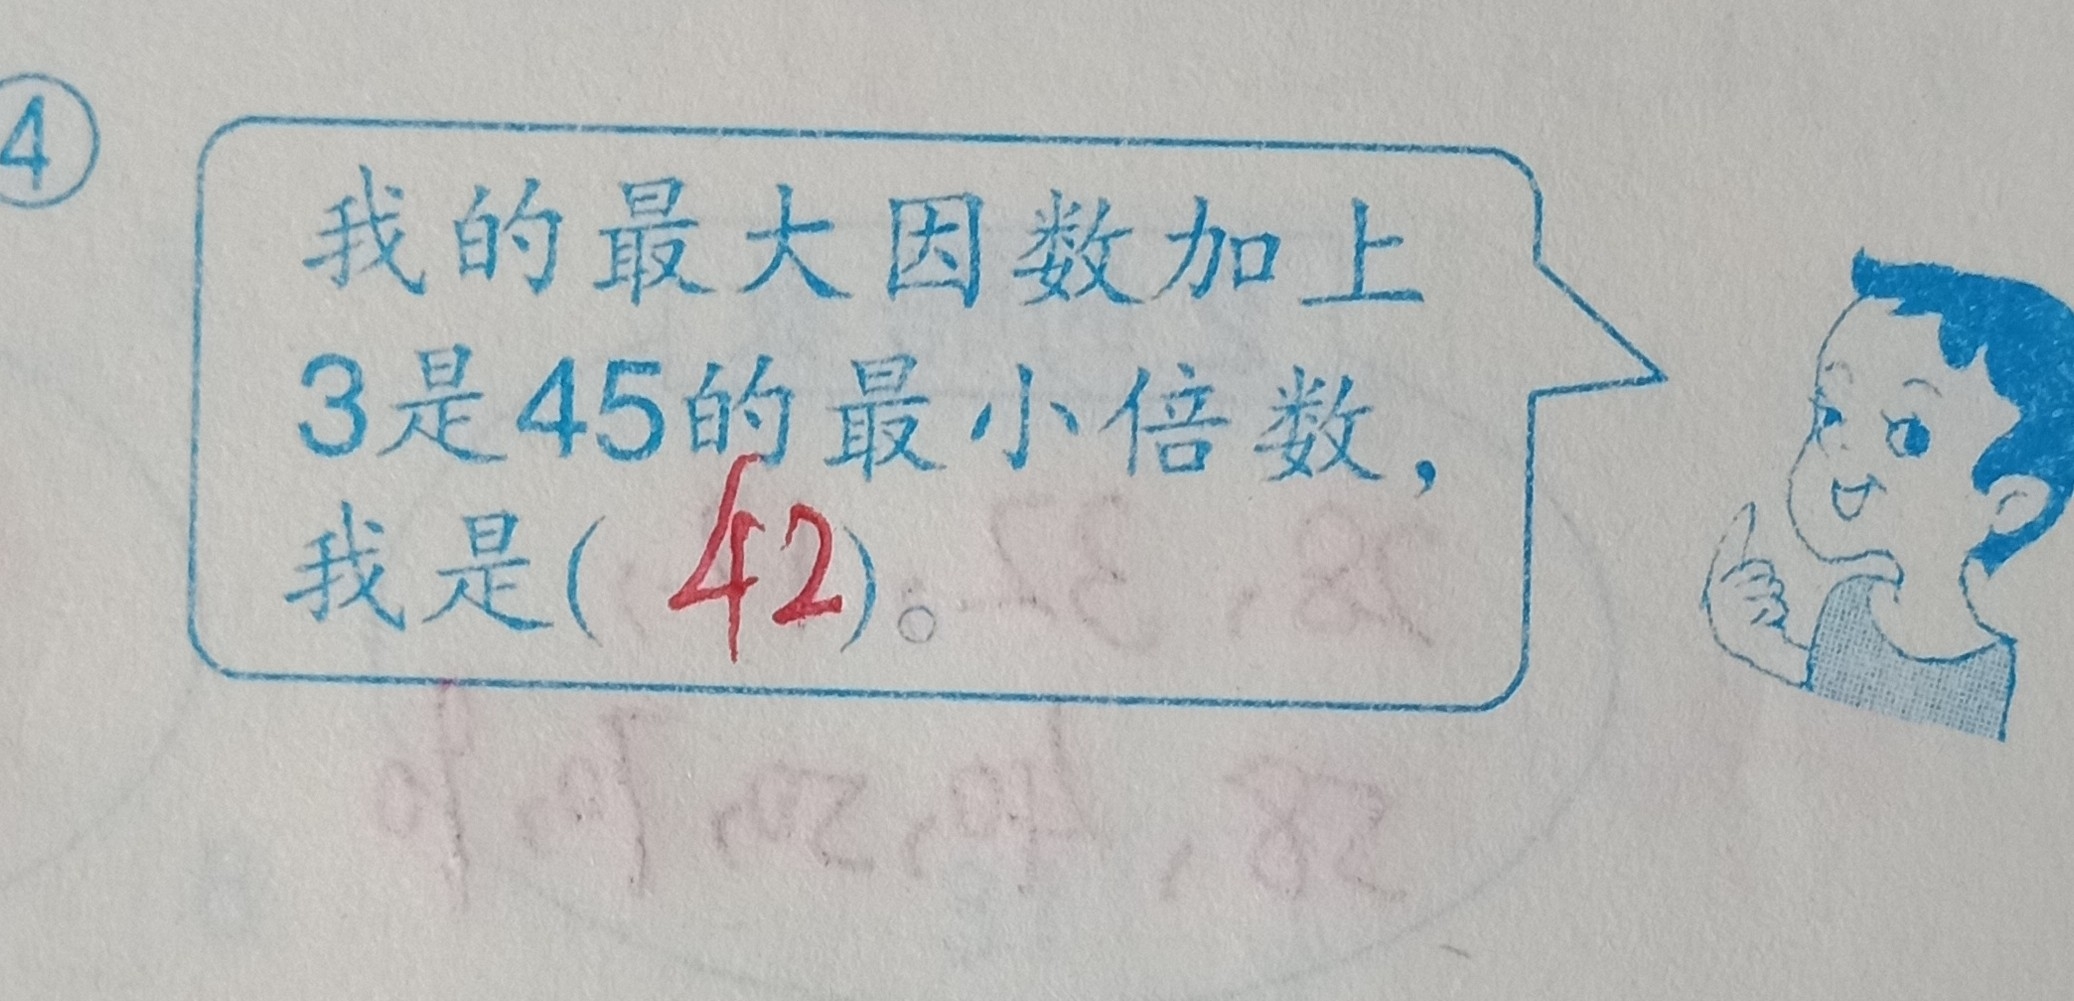 ④
我的最大因数加上
3是45的最小倍数，
我是( 42 )。